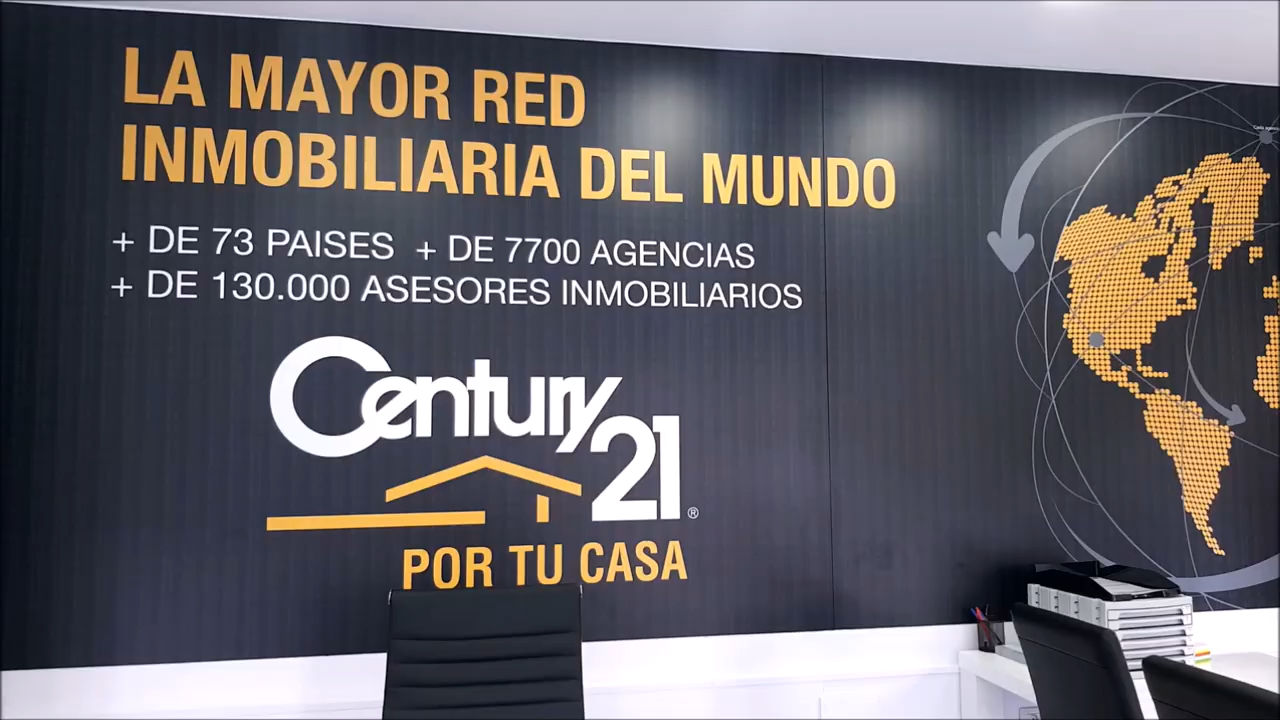 LA MAYOR RED
INMOBILIARIA DEL MUNDO
+ DE 73 PAISES + DE 7700 AGENCIAS
+ DE 130.000 ASESORES INMOBILIARIOS
Century
21®
POR TU CASA